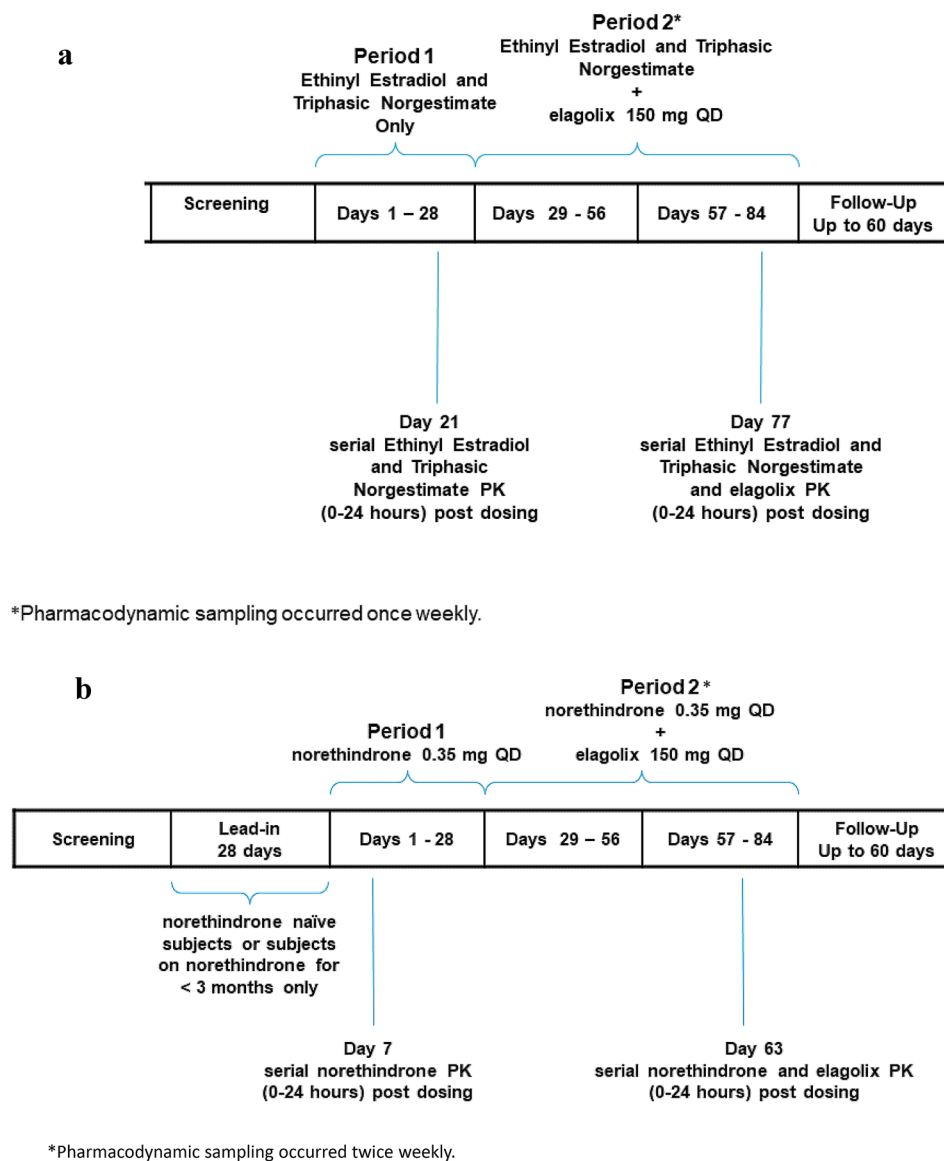 a
Period 1
Ethinyl Estradiol and
Triphasic Norgestimate
Only
Period 2*
Ethinyl Estradiol and Triphasic
Norgestimate
+
elagolix 150 mg QD
Screening
Days 1 – 28
Days 29 - 56
Days 57 - 84
Follow-Up
Up to 60 days
Day 21
serial Ethinyl Estradiol
and Triphasic
Norgestimate PK
(0-24 hours) post dosing
Day 77
serial Ethinyl Estradiol and
Triphasic Norgestimate
and elagolix PK
(0-24 hours) post dosing
*Pharmacodynamic sampling occurred once weekly.
b
Period 1
norethindrone 0.35 mg QD
Period 2*
norethindrone 0.35 mg QD
+
elagolix 150 mg QD
Screening
Lead-in
28 days
Days 1 - 28
Days 29 – 56
Days 57 - 84
Follow-Up
Up to 60 days
norethindrone naïve
subjects or subjects
on norethindrone for
< 3 months only
Day 7
serial norethindrone PK
(0-24 hours) post dosing
Day 63
serial norethindrone and elagolix PK
(0-24 hours) post dosing
*Pharmacodynamic sampling occurred twice weekly.